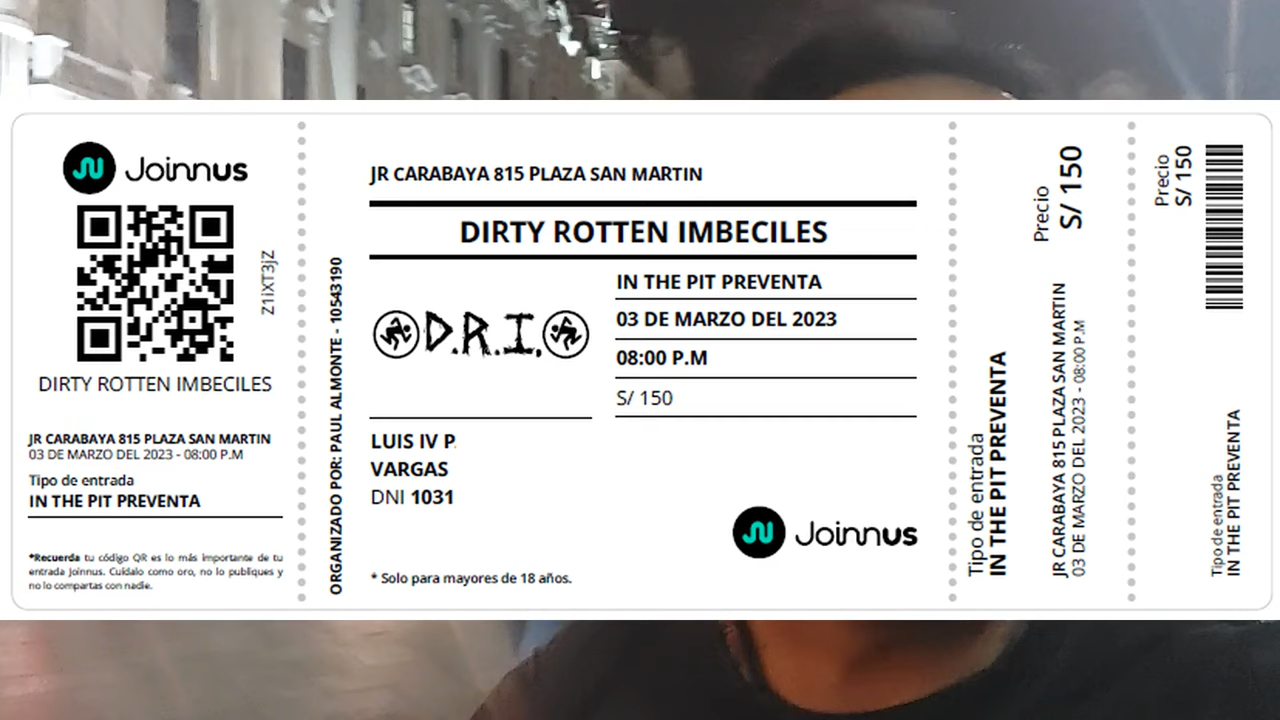 Joinnus
Z1iXT3jZ
DIRTY ROTTEN IMBECILES
JR CARABAYA 815 PLAZA SAN MARTIN
03 DE MARZO DEL 2023 - 08:00 P.M
Tipo de entrada
IN THE PIT PREVENTA
*Recuerda tu código QR es lo más importante de tu
entrada Joinnus. Cuídalo como oro, no lo publiques y
no lo compartas con nadie.
ORGANIZADO POR: PAUL ALMONTE - 10543190
JR CARABAYA 815 PLAZA SAN MARTIN
DIRTY ROTTEN IMBECILES
D.R.I.
IN THE PIT PREVENTA
03 DE MARZO DEL 2023
08:00 P.M
S/ 150
LUIS IV P
VARGAS
DNI 1031
Joinnus
* Solo para mayores de 18 años.
Tipo de entrada
IN THE PIT PREVENTA
JR CARABAYA 815 PLAZA SAN MARTIN
03 DE MARZO DEL 2023 - 08:00 P.M
Precio
S/ 150
Precio
S/ 150
Tipo de entrada
IN THE PIT PREVENTA